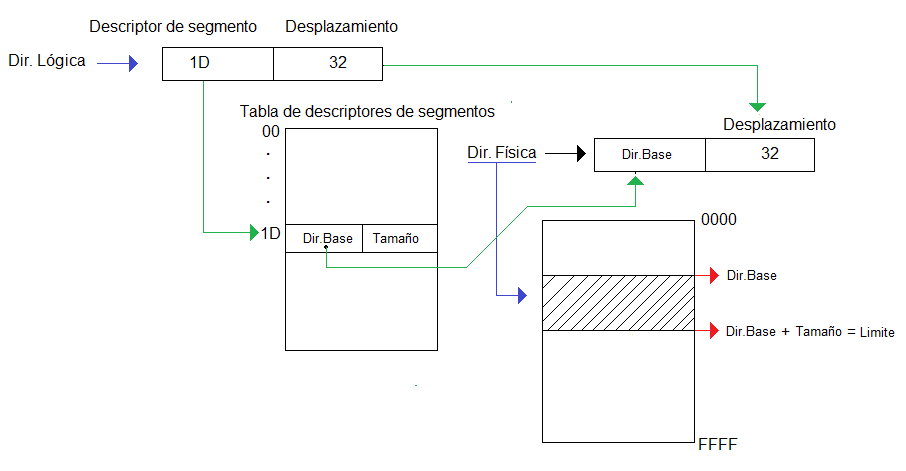 Descriptor de segmento Desplazamiento
Dir. Lógica 1D 32
Tabla de descriptores de segmentos
00
.
.
.
1D Dir.Base Tamaño
Desplazamiento
Dir. Física Dir.Base 32
0000
Dir.Base
Dir.Base + Tamaño = Limite
FFFF